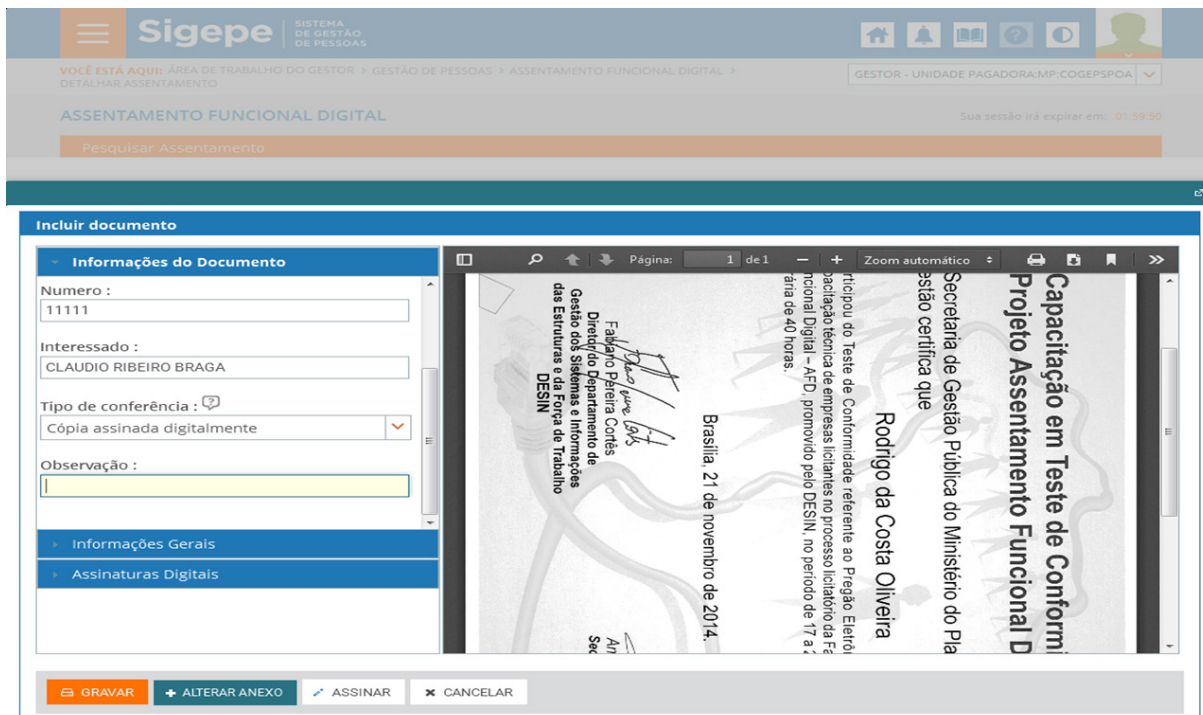 Sigepe
SISTEMA
DE GESTÃO
DE PESSOAS
VOCÊ ESTÁ AQUI: ÁREA DE TRABALHO DO GESTOR > GESTÃO DE PESSOAS > ASSENTAMENTO FUNCIONAL DIGITAL >
DETALHAR ASSENTAMENTO
GESTOR - UNIDADE PAGADORA:MP:COGEPSPOA
ASSENTAMENTO FUNCIONAL DIGITAL
Sua sessão irá expirar em: 01:59:50
Pesquisar Assentamento
Incluir documento
Informações do Documento
Numero :
11111
Interessado :
CLAUDIO RIBEIRO BRAGA
Tipo de conferência :
Cópia assinada digitalmente
Observação :
Informações Gerais
Assinaturas Digitais
Página: 1 de 1
Zoom automático
Capacitação em Teste de Conformi
Projeto Assentamento Funcional D
Secretaria de Gestão Pública do Ministério do Pla
estão certifica que
Rodrigo da Costa Oliveira
rticipou do Teste de Conformidade referente ao Pregão Eletrô
pacitação técnica de empresas licitantes no processo licitatório da Fa
ncional Digital – AFD, promovido pelo DESIN, no período de 17 a 2
rária de 40 horas.
Brasília, 21 de novembro de 2014.
Fabiano Pereira Cortês
Diretor do Departamento de
Gestão dos Sistemas e Informações
das Estruturas e da Força de Trabalho
DESIN
An
Sec
GRAVAR
+ ALTERAR ANEXO
ASSINAR
CANCELAR